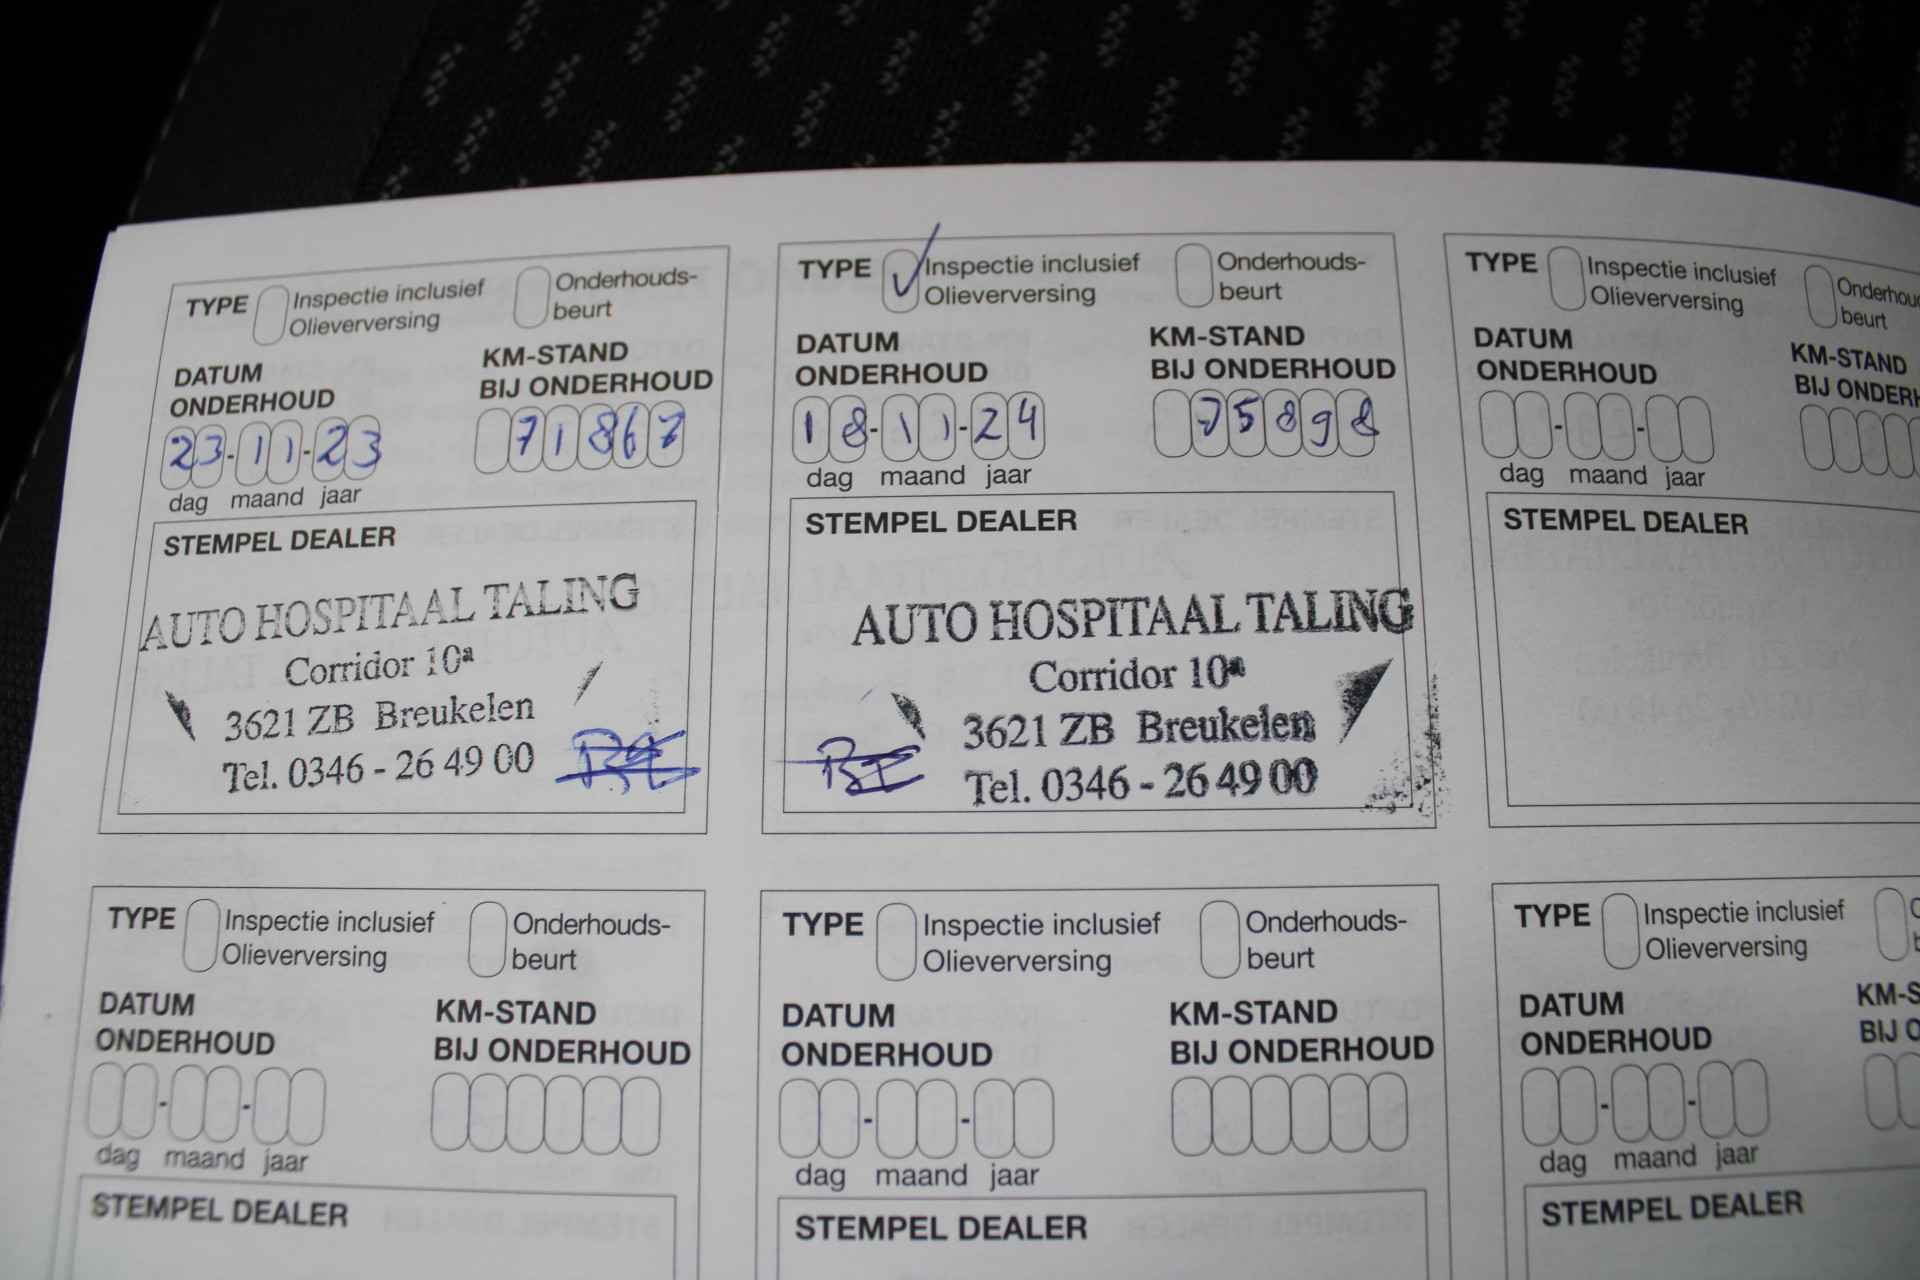 TYPE Inspectie inclusief Olieverversing Onderhouds-beurt
DATUM ONDERHOUD
KM-STAND BIJ ONDERHOUD
23-11-23
71867
dag maand jaar
STEMPEL DEALER
AUTO HOSPITAAL TALING
Corridor 10ª
3621 ZB Breukelen
Tel. 0346 - 26 49 00
TYPE Inspectie inclusief Olieverversing Onderhouds-beurt
DATUM ONDERHOUD
KM-STAND BIJ ONDERHOUD
18-11-24
75898
dag maand jaar
STEMPEL DEALER
AUTO HOSPITAAL TALING
Corridor 10ª
3621 ZB Breukelen
Tel. 0346 - 26 49 00
TYPE Inspectie inclusief Olieverversing Onderhou beurt
DATUM ONDERHOUD
KM-STAND BIJ ONDERH
dag maand jaar
STEMPEL DEALER
TYPE Inspectie inclusief Olieverversing Onderhouds-beurt
DATUM ONDERHOUD
KM-STAND BIJ ONDERHOUD
dag maand jaar
STEMPEL DEALER
TYPE Inspectie inclusief Olieverversing Onderhouds-beurt
DATUM ONDERHOUD
KM-STAND BIJ ONDERHOUD
dag maand jaar
STEMPEL DEALER
TYPE Inspectie inclusief Olieverversing
DATUM ONDERHOUD
KM-S BIJ O
dag maand jaar
STEMPEL DEALER